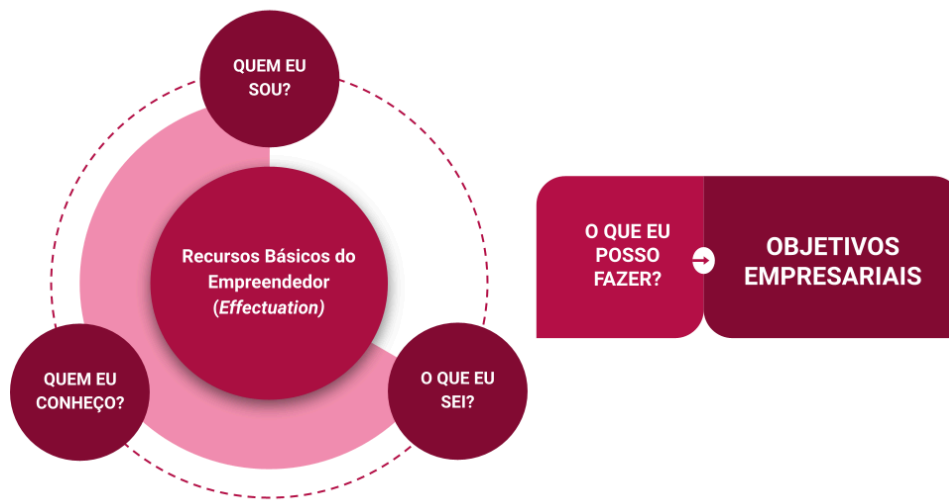 QUEM EU
SOU?
Recursos Básicos do
Empreendedor
(Effectuation)
QUEM EU
CONHEÇO?
O QUE EU
SEI?
O QUE EU
POSSO
FAZER?
OBJETIVOS
EMPRESARIAIS